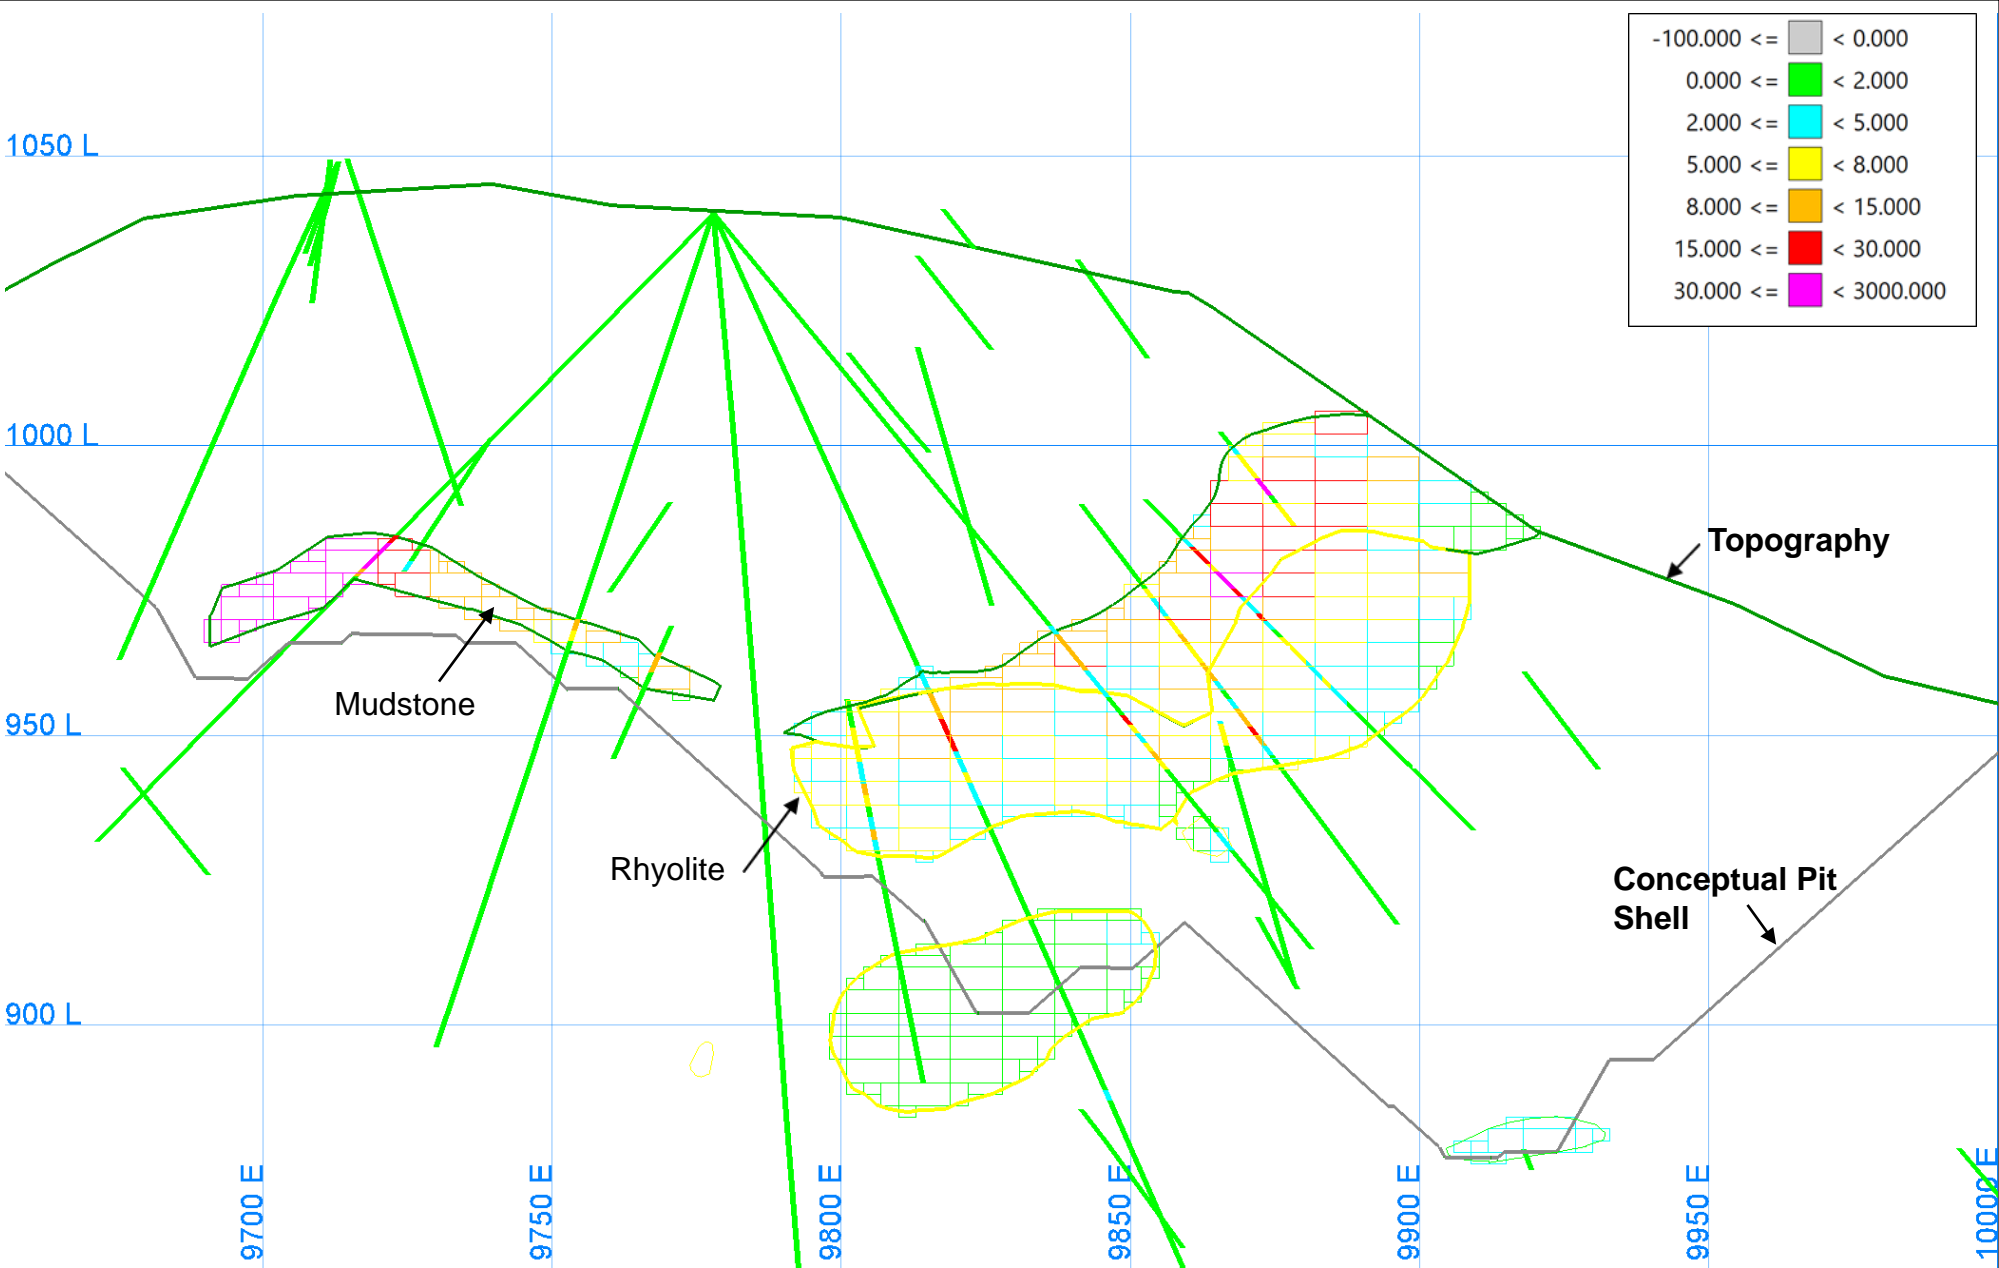 -100.000 <= < 0.000
0.000 <= < 2.000
2.000 <= < 5.000
5.000 <= < 8.000
8.000 <= < 15.000
15.000 <= < 30.000
30.000 <= < 3000.000
1050 L
1000 L
950 L
900 L
Topography
Mudstone
Rhyolite
Conceptual Pit
Shell
9700 E
9750 E
9800 E
9850 E
9900 E
9950 E
10000 E